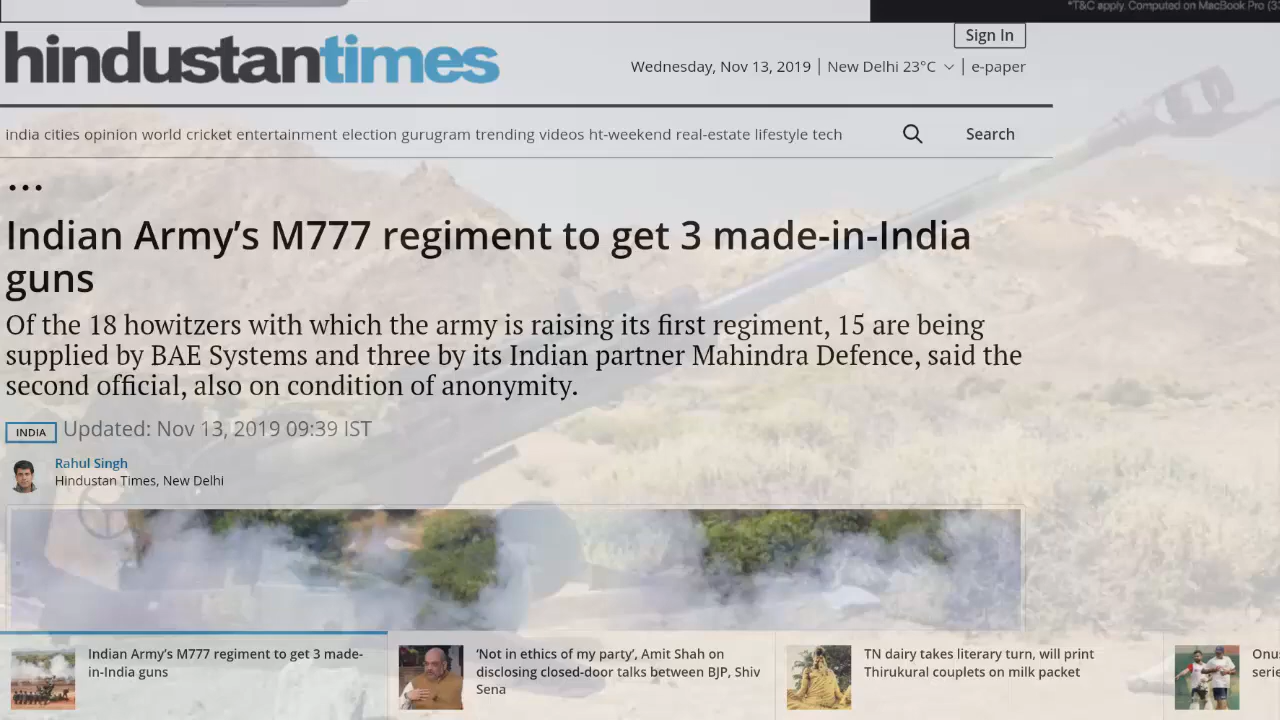 *T&C apply. Computed on MacBook Pro
hindustantimes
Sign In
Wednesday, Nov 13, 2019 | New Delhi 23°C | e-paper
india cities opinion world cricket entertainment election gurugram trending videos ht-weekend real-estate lifestyle tech
Search
...
Indian Army's M777 regiment to get 3 made-in-India
guns
Of the 18 howitzers with which the army is raising its first regiment, 15 are being
supplied by BAE Systems and three by its Indian partner Mahindra Defence, said the
second official, also on condition of anonymity.
INDIA Updated: Nov 13, 2019 09:39 IST
Rahul Singh
Hindustan Times, New Delhi
Indian Army's M777 regiment to get 3 made-
in-India guns
'Not in ethics of my party', Amit Shah on
disclosing closed-door talks between BJP, Shiv
Sena
TN dairy takes literary turn, will print
Thirukural couplets on milk packet